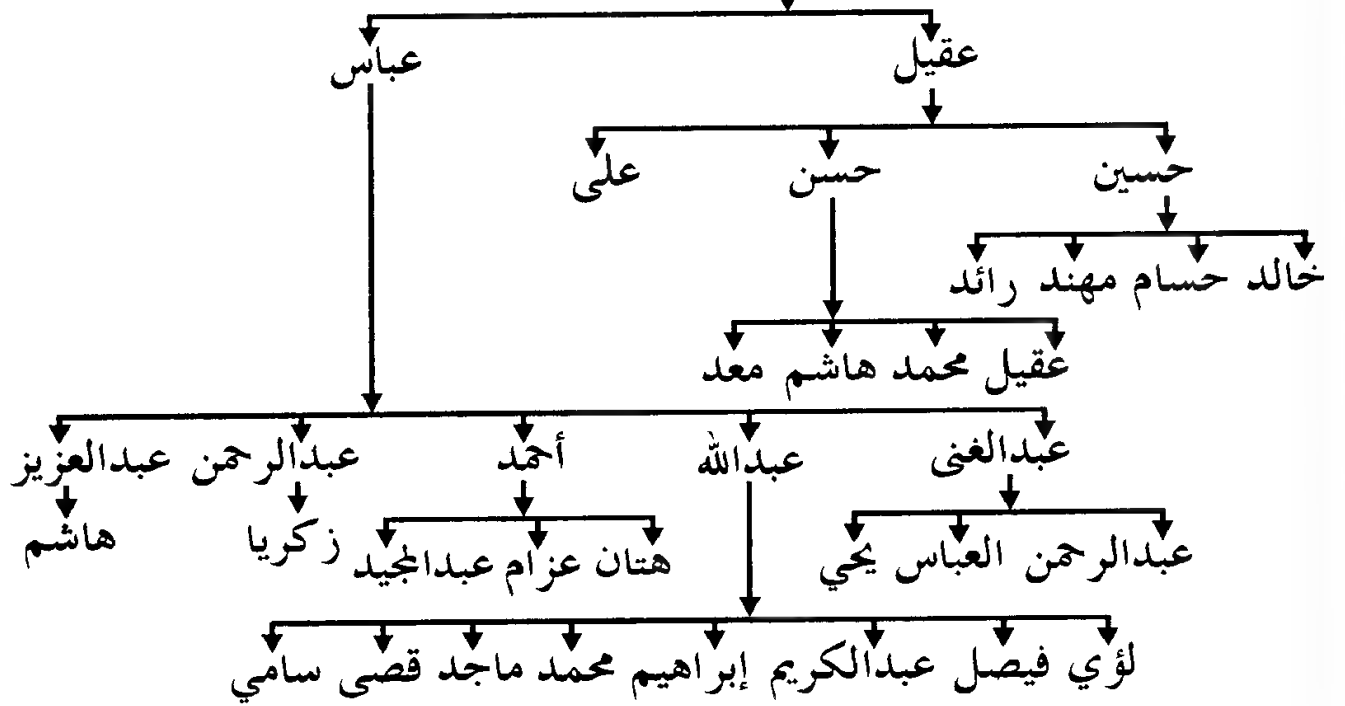 عقيل عباس
حسين حسن على
خالد حسام مهند رائد
عقيل محمد هاشم معد
عبدالغنى عبدالله أحمد عبدالرحمن عبدالعزيز
عبدالرحمن العباس يحي هتان عزام عبدالمجيد زكريا هاشم
لؤي فيصل عبدالكريم إبراهيم محمد ماجد قصى سامي